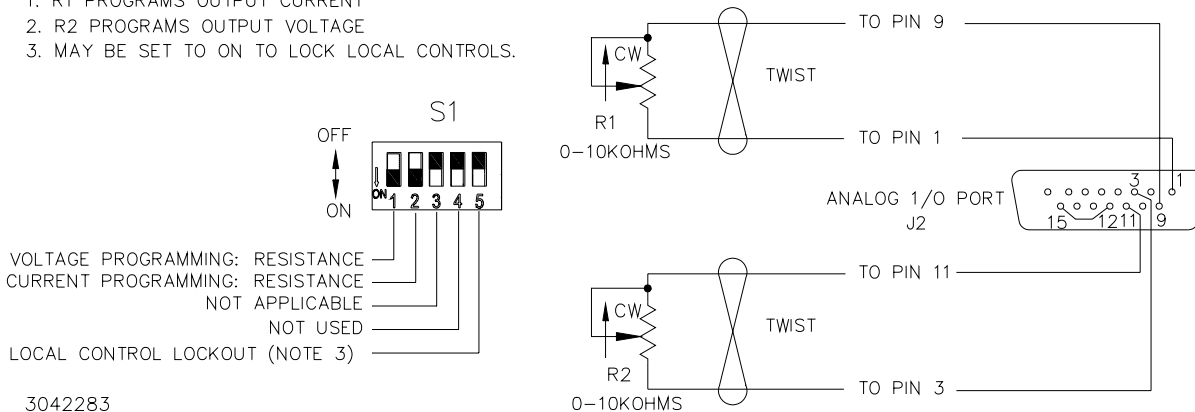 1. R1 PROGRAMS OUTPUT CURRENT
2. R2 PROGRAMS OUTPUT VOLTAGE
3. MAY BE SET TO ON TO LOCK LOCAL CONTROLS.
S1
OFF
ON
ON
1 2 3 4 5
VOLTAGE PROGRAMMING: RESISTANCE
CURRENT PROGRAMMING: RESISTANCE
NOT APPLICABLE
NOT USED
LOCAL CONTROL LOCKOUT (NOTE 3)
3042283
TO PIN 9
CW
TWIST
R1
0-10KOHMS
TO PIN 1
ANALOG 1/O PORT
J2
3 1
15 12 11 9
TO PIN 11
CW
TWIST
R2
0-10KOHMS
TO PIN 3